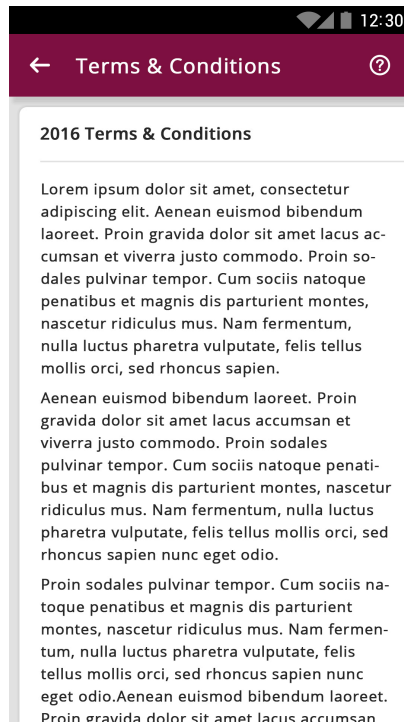 12:30
Terms & Conditions
2016 Terms & Conditions
Lorem ipsum dolor sit amet, consectetur
adipiscing elit. Aenean euismod bibendum
laoreet. Proin gravida dolor sit amet lacus ac-
cumsan et viverra justo commodo. Proin so-
dales pulvinar tempor. Cum sociis natoque
penatibus et magnis dis parturient montes,
nascetur ridiculus mus. Nam fermentum,
nulla luctus pharetra vulputate, felis tellus
mollis orci, sed rhoncus sapien.
Aenean euismod bibendum laoreet. Proin
gravida dolor sit amet lacus accumsan et
viverra justo commodo. Proin sodales
pulvinar tempor. Cum sociis natoque penati-
bus et magnis dis parturient montes, nascetur
ridiculus mus. Nam fermentum, nulla luctus
pharetra vulputate, felis tellus mollis orci, sed
rhoncus sapien nunc eget odio.
Proin sodales pulvinar tempor. Cum sociis na-
toque penatibus et magnis dis parturient
montes, nascetur ridiculus mus. Nam fermen-
tum, nulla luctus pharetra vulputate, felis
tellus mollis orci, sed rhoncus sapien nunc
eget odio.Aenean euismod bibendum laoreet.
Proin gravida dolor sit amet lacus accumsan